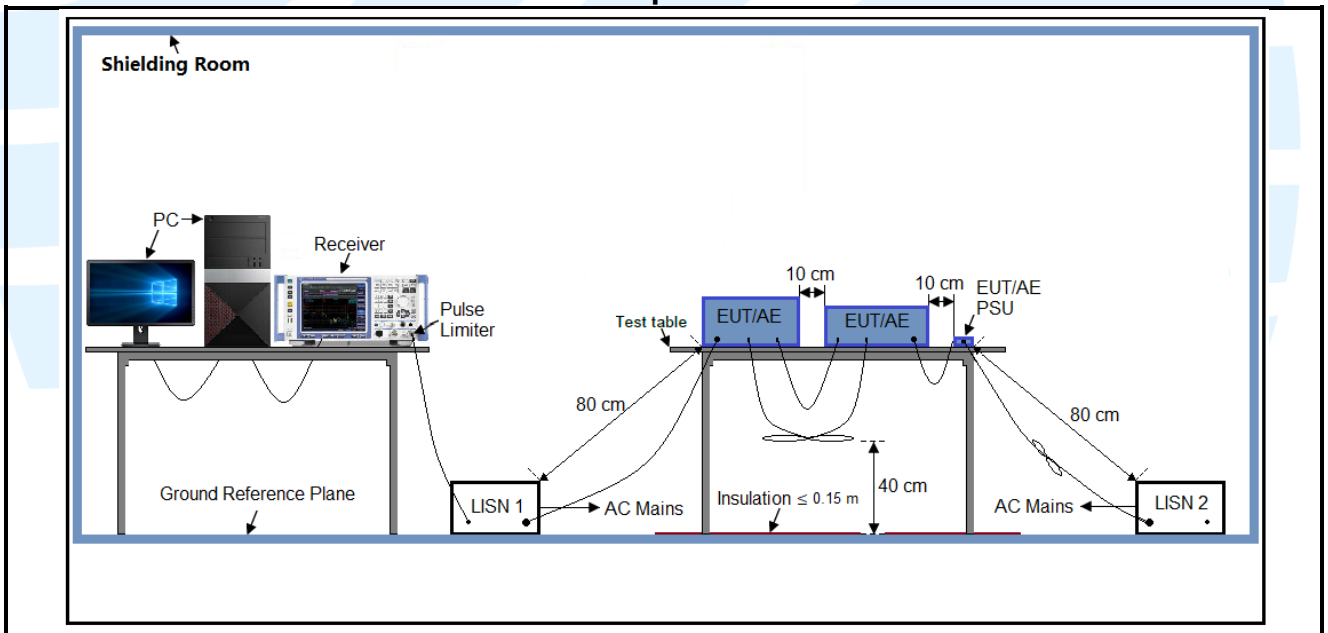 Shielding Room
PC
Receiver
Pulse
Limiter
10 cm
10 cm
EUT/AE
PSU
Test table
EUT/AE
EUT/AE
80 cm
80 cm
Ground Reference Plane
LISN 1
AC Mains
Insulation ≤ 0.15 m
40 cm
AC Mains
LISN 2